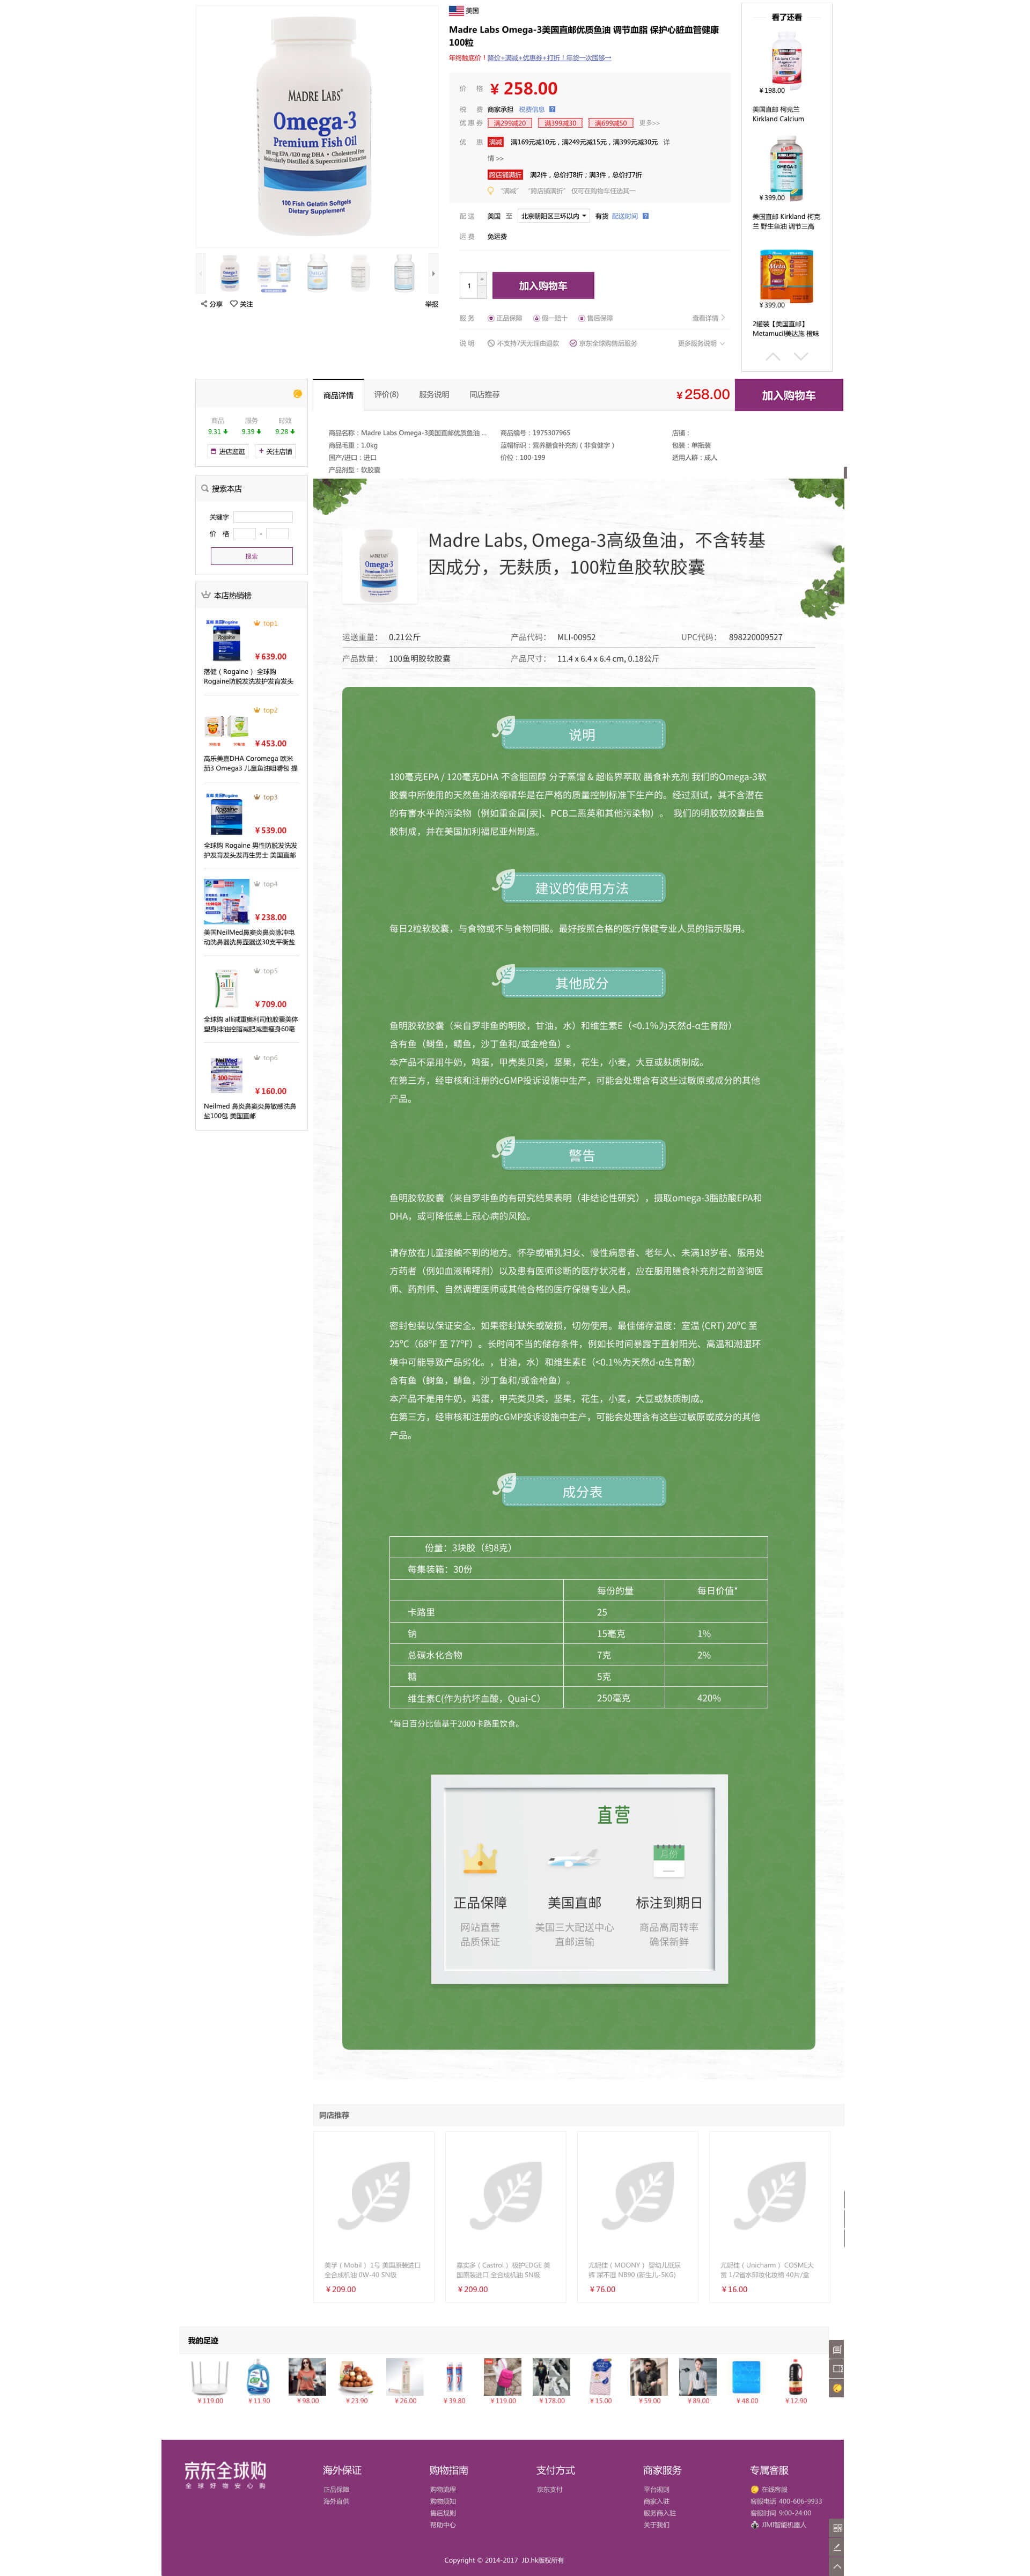 美国
Madre Labs Omega-3美国直邮优质鱼油 调节血脂 保护心脏血管健康
100粒
年终触底价！降价+满减+优惠券+打折！年货一次囤够→
价 格 ¥ 258.00
税 费 商家承担 税费信息 ?
优 惠 券 满299减20 满399减30 满699减50 更多>>
优 惠 满减 满169元减10元，满249元减15元，满399元减30元 详
情 >>
跨店铺满折 满2件，总价打8折；满3件，总价打7折
“满减” “跨店铺满折” 仅可在购物车任选其一
配 送 美国 至 北京朝阳区三环以内 有货 配送时间 ?
运 费 免运费
1 + - 加入购物车
服 务 正品保障 假一赔十 售后保障 查看详情
说 明 不支持7天无理由退款 京东全球购售后服务 更多服务说明
MADRE LABS
Omega-3
Premium Fish Oil
180 mg EPA /120 mg DHA • Cholesterol Free
Molecularly Distilled & Supercritical Extracted
100 Fish Gelatin Softgels
Dietary Supplement
分享 关注 举报
看了还看
¥ 198.00
美国直邮 柯克兰
Kirkland Calcium
¥ 399.00
美国直邮 Kirkland 柯克
兰 野生鱼油 调节三高
¥ 399.00
2罐装【美国直邮】
Metamucil美达施 橙味
商品 服务 时效
9.31 9.39 9.28
进店逛逛 + 关注店铺
搜索本店
关键字
价 格 -
搜索
本店热销榜
top1
¥ 639.00
落健（Rogaine） 全球购
Rogaine防脱发洗发护发育发头
top2
¥ 453.00
高乐美嘉DHA Coromega 欧米
茄3 Omega3 儿童鱼油咀嚼包 提
top3
¥ 539.00
全球购 Rogaine 男性防脱发洗发
护发育发头发再生男士 美国直邮
top4
¥ 238.00
美国NeilMed鼻窦炎鼻炎脉冲电
动洗鼻器洗鼻壶器送30支平衡盐
top5
¥ 709.00
全球购 alli减重奥利司他胶囊美体
塑身排油控脂减肥减重瘦身60毫
top6
¥ 160.00
Neilmed 鼻炎鼻窦炎鼻敏感洗鼻
盐100包 美国直邮
商品详情 评价(8) 服务说明 同店推荐 ¥ 258.00 加入购物车
商品名称：Madre Labs Omega-3美国直邮优质鱼油 ... 商品编号：1975307965 店铺：
商品毛重：1.0kg 蓝帽标识：营养膳食补充剂（非食健字） 包装：单瓶装
国产/进口：进口 价位：100-199 适用人群：成人
产品剂型：软胶囊
Madre Labs, Omega-3高级鱼油，不含转基
因成分，无麸质，100粒鱼胶软胶囊
运送重量： 0.21公斤 产品代码： MLI-00952 UPC代码： 898220009527
产品数量： 100鱼明胶软胶囊 产品尺寸： 11.4 x 6.4 x 6.4 cm, 0.18公斤
说明
180毫克EPA / 120毫克DHA 不含胆固醇 分子蒸馏 & 超临界萃取 膳食补充剂 我们的Omega-3软
胶囊中所使用的天然鱼油浓缩精华是在严格的质量控制标准下生产的。经过测试，其不含潜在
的有害水平的污染物（例如重金属[汞]、PCB二恶英和其他污染物）。 我们的明胶软胶囊由鱼
胶制成，并在美国加利福尼亚州制造。
建议的使用方法
每日2粒软胶囊，与食物或不与食物同服。最好按照合格的医疗保健专业人员的指示服用。
其他成分
鱼明胶软胶囊（来自罗非鱼的明胶，甘油，水）和维生素E（<0.1%为天然d-α生育酚）
含有鱼（鲥鱼，鲭鱼，沙丁鱼和/或金枪鱼）。
本产品不是用牛奶，鸡蛋，甲壳类贝类，坚果，花生，小麦，大豆或麸质制成。
在第三方，经审核和注册的cGMP投诉设施中生产，可能会处理含有这些过敏原或成分的其他
产品。
警告
鱼明胶软胶囊（来自罗非鱼的有研究结果表明（非结论性研究），摄取omega-3脂肪酸EPA和
DHA，或可降低患上冠心病的风险。
请存放在儿童接触不到的地方。怀孕或哺乳妇女、慢性病患者、老年人、未满18岁者、服用处
方药者（例如血液稀释剂）以及患有医师诊断的医疗状况者，应在服用膳食补充剂之前咨询医
师、药剂师、自然调理医师或其他合格的医疗保健专业人员。
密封包装以保证安全。如果密封缺失或破损，切勿使用。最佳储存温度：室温 (CRT) 20°C 至
25°C（68°F 至 77°F）。长时间不当的储存条件，例如长时间暴露于直射阳光、高温和潮湿环
境中可能导致产品劣化。，甘油，水）和维生素E（<0.1%为天然d-α生育酚）
含有鱼（鲥鱼，鲭鱼，沙丁鱼和/或金枪鱼）。
本产品不是用牛奶，鸡蛋，甲壳类贝类，坚果，花生，小麦，大豆或麸质制成。
在第三方，经审核和注册的cGMP投诉设施中生产，可能会处理含有这些过敏原或成分的其他
产品。
成分表
份量：3块胶（约8克）
每集装箱：30份
每份的量 每日价值*
卡路里 25
钠 15毫克 1%
总碳水化合物 7克 2%
糖 5克
维生素C(作为抗坏血酸，Quai-C） 250毫克 420%
*每日百分比值基于2000卡路里饮食。
直营
月份
正品保障 美国直邮 标注到期日
网站直营 美国三大配送中心 商品高周转率
品质保证 直邮运输 确保新鲜
同店推荐
美孚（Mobil） 1号 美国原装进口
全合成机油 0W-40 SN级
¥ 209.00
嘉实多（Castrol） 极护EDGE 美
国原装进口 全合成机油 SN级
¥ 209.00
尤妮佳（MOONY） 婴幼儿纸尿
裤 尿不湿 NB90 (新生儿-5KG)
¥ 76.00
尤妮佳（Unicharm） COSME大
赏 1/2省水卸妆化妆棉 40片/盒
¥ 16.00
我的足迹
¥ 119.00 ¥ 11.90 ¥ 98.00 ¥ 23.90 ¥ 26.00 ¥ 39.80 ¥ 119.00 ¥ 178.00 ¥ 15.00 ¥ 59.00 ¥ 89.00 ¥ 48.00 ¥ 12.90
京东全球购
全球好物安心购
海外保证 购物指南 支付方式 商家服务 专属客服
正品保障 购物流程 京东支付 平台规则 在线客服
海外直供 购物须知 商家入驻 客服电话 400-606-9933
售后规则 服务商入驻 客服时间 9:00-24:00
帮助中心 关于我们 JIMI智能机器人
Copyright © 2014-2017 JD.hk版权所有